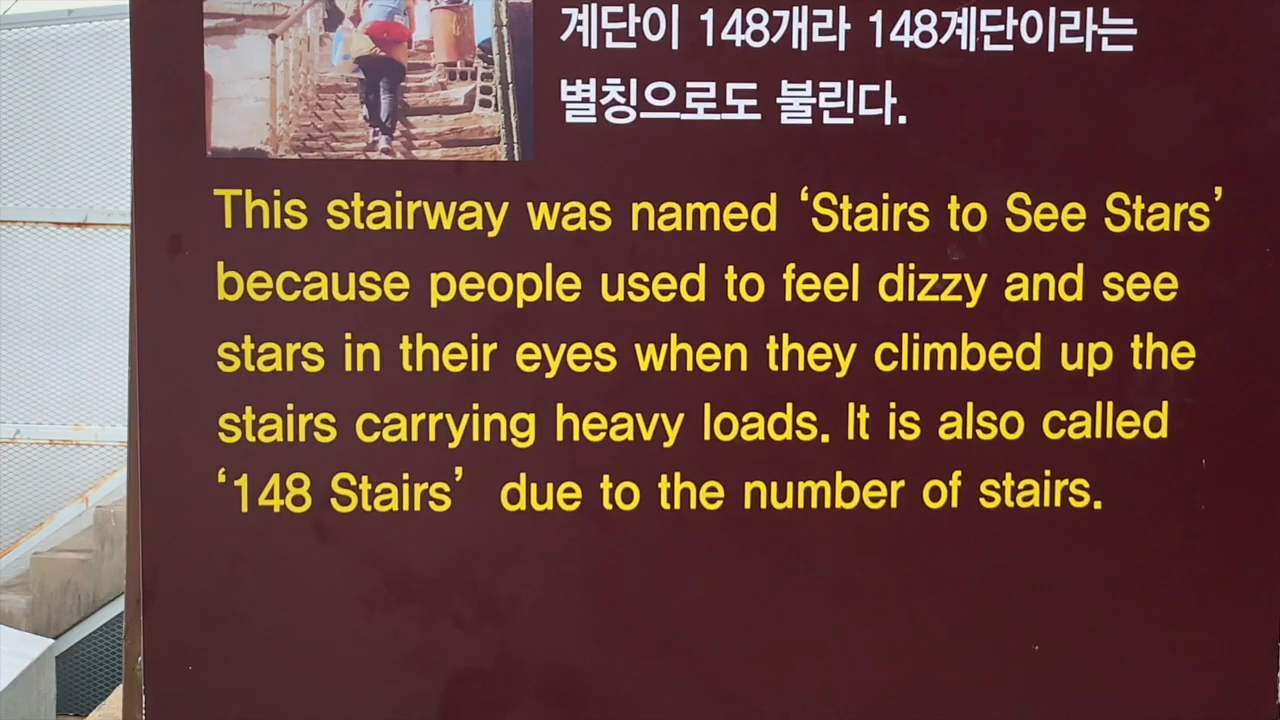 계단이 148개라 148계단이라는
별칭으로도 불린다.
This stairway was named ‘Stairs to See Stars’
because people used to feel dizzy and see
stars in their eyes when they climbed up the
stairs carrying heavy loads. It is also called
‘148 Stairs’ due to the number of stairs.